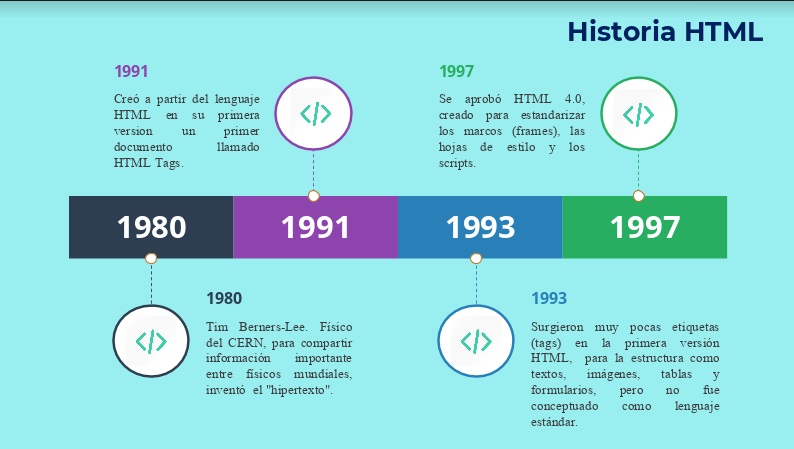 Historia HTML
1991
Creó a partir del lenguaje
HTML en su primera
version un primer
documento llamado
HTML Tags.
1997
Se aprobó HTML 4.0,
creado para estandarizar
los marcos (frames), las
hojas de estilo y los
scripts.
1980
1991
1993
1997
1980
Tim Berners-Lee. Físico
del CERN, para compartir
información importante
entre físicos mundiales,
inventó el "hipertexto".
1993
Surgieron muy pocas etiquetas
(tags) en la primera versión
HTML, para la estructura como
textos, imágenes, tablas y
formularios, pero no fue
conceptuado como lenguaje
estándar.